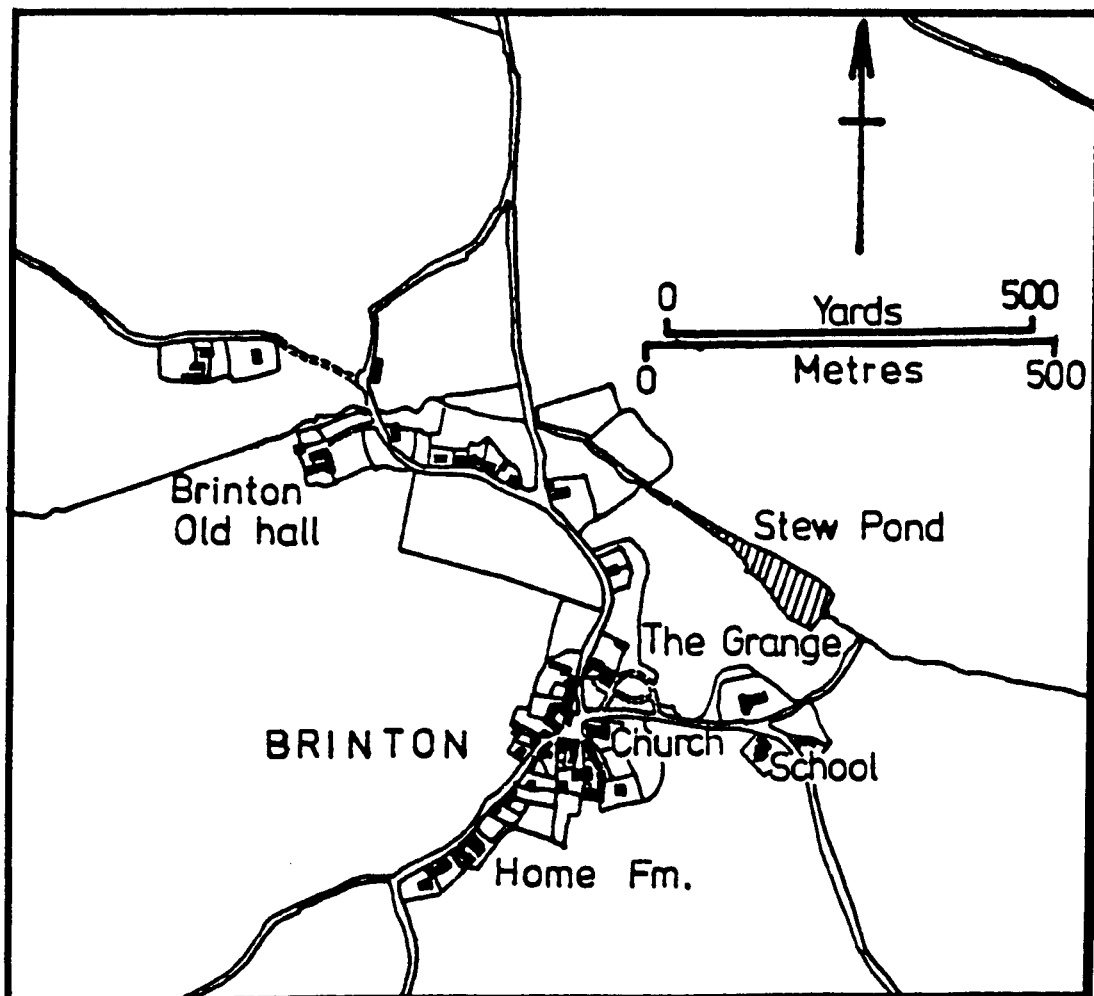 0 500
Yards
Metres
0 500
Brinton
Old hall
Stew Pond
The Grange
BRINTON
Church
School
Home Fm.